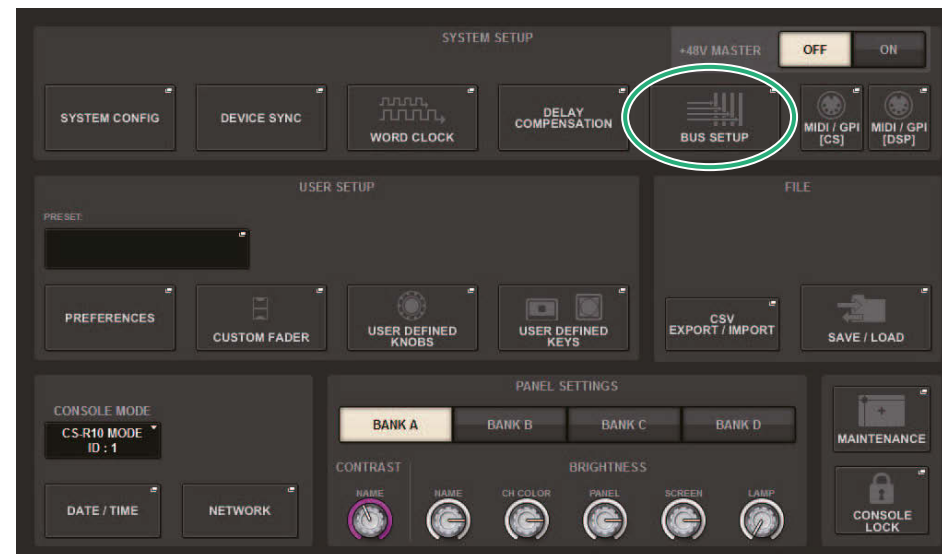 SYSTEM SETUP
+48V MASTER
OFF
ON
SYSTEM CONFIG
DEVICE SYNC
WORD CLOCK
DELAY
COMPENSATION
BUS SETUP
MIDI / GPI
[CS]
MIDI / GPI
[DSP]
USER SETUP
PRESET:
PREFERENCES
CUSTOM FADER
USER DEFINED
KNOBS
USER DEFINED
KEYS
FILE
CSV
EXPORT / IMPORT
SAVE / LOAD
CONSOLE MODE
CS-R10 MODE
ID : 1
DATE / TIME
NETWORK
PANEL SETTINGS
BANK A
BANK B
BANK C
BANK D
CONTRAST
BRIGHTNESS
NAME
NAME
CH COLOR
PANEL
SCREEN
LAMP
MAINTENANCE
CONSOLE
LOCK